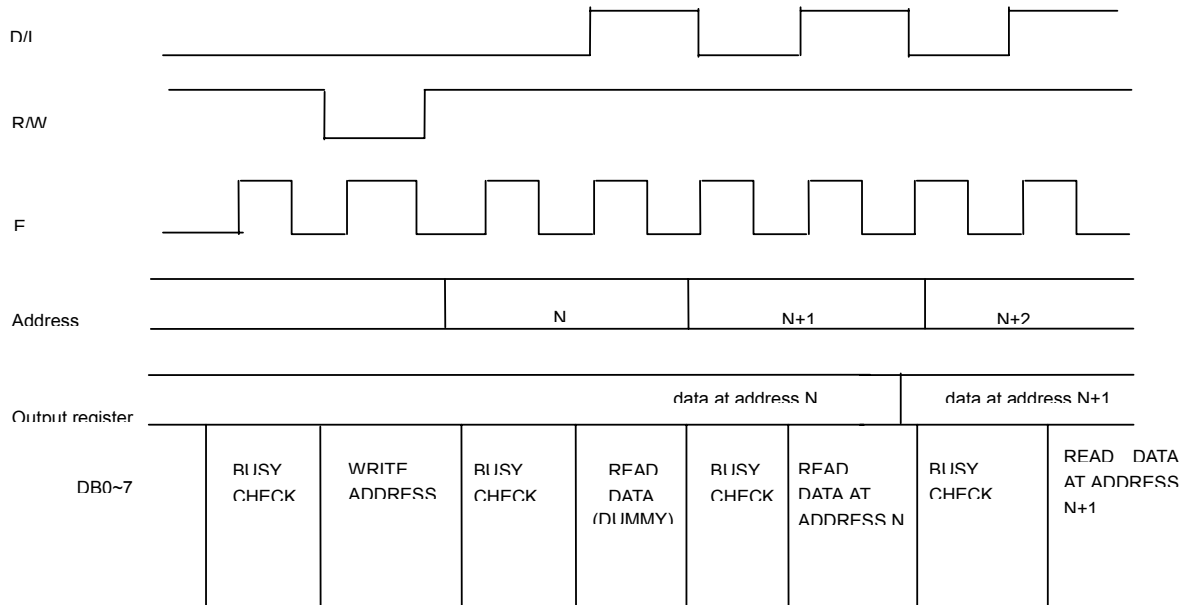 D/I
R/W
E
Address
N
N+1
N+2
Output register
data at address N
data at address N+1
DB0~7
BUSY
CHECK
WRITE
ADDRESS
BUSY
CHECK
READ
DATA
(DUMMY)
BUSY
CHECK
READ
DATA AT
ADDRESS N
BUSY
CHECK
READ DATA
AT ADDRESS
N+1